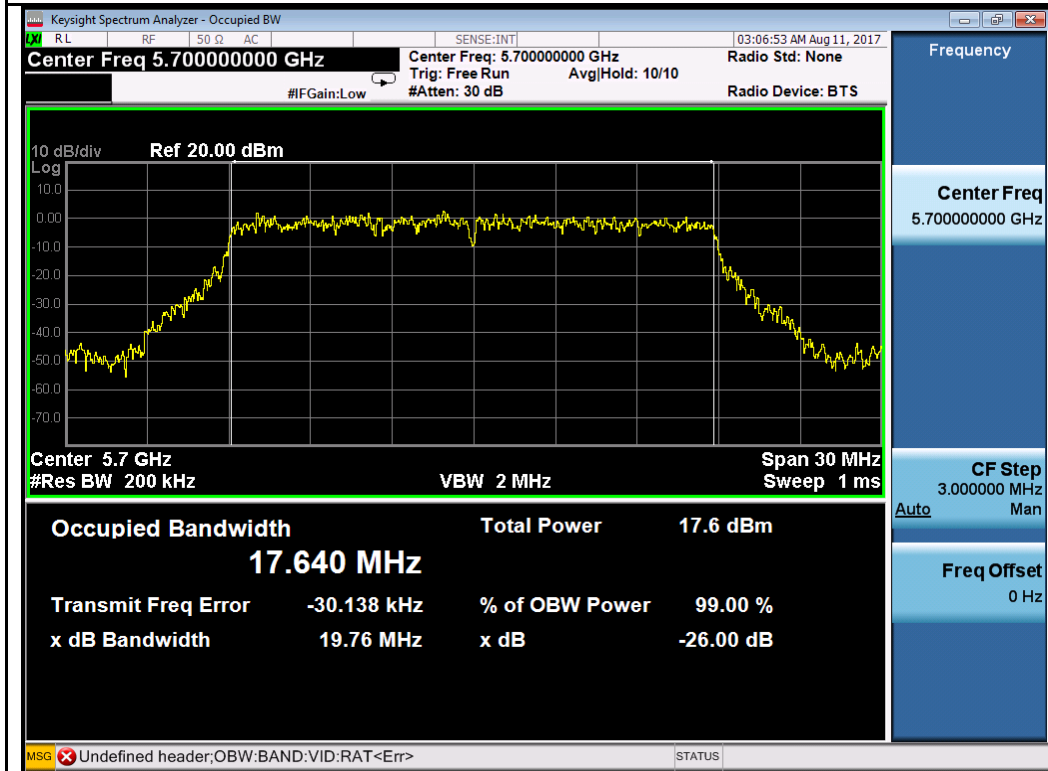 Keysight Spectrum Analyzer - Occupied BW
LXI RL RF 50 Ω AC SENSE:INT 03:06:53 AM Aug 11, 2017
Center Freq 5.700000000 GHz
#IFGain:Low
Center Freq: 5.700000000 GHz
Trig: Free Run Avg|Hold: 10/10
#Atten: 30 dB
Radio Std: None
Radio Device: BTS
10 dB/div Ref 20.00 dBm
Log
10.0
0.00
-10.0
-20.0
-30.0
-40.0
-50.0
-60.0
-70.0
Center 5.7 GHz Span 30 MHz
#Res BW 200 kHz VBW 2 MHz Sweep 1 ms
Occupied Bandwidth Total Power 17.6 dBm
17.640 MHz
Transmit Freq Error -30.138 kHz % of OBW Power 99.00 %
x dB Bandwidth 19.76 MHz x dB -26.00 dB
Frequency
Center Freq
5.700000000 GHz
CF Step
3.000000 MHz
Auto Man
Freq Offset
0 Hz
MSG Undefined header;OBW:BAND:VID:RAT<Err> STATUS